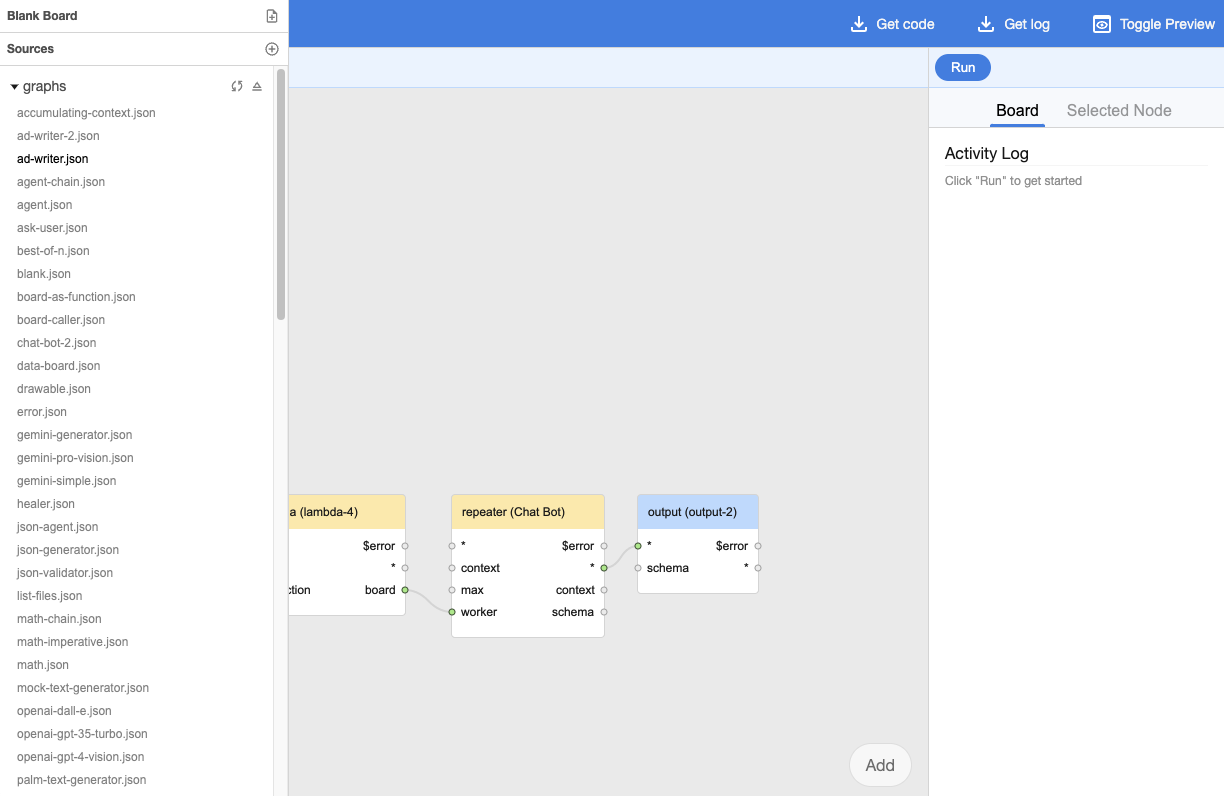 Blank Board
Sources
graphs
accumulating-context.json
ad-writer-2.json
ad-writer.json
agent-chain.json
agent.json
ask-user.json
best-of-n.json
blank.json
board-as-function.json
board-caller.json
chat-bot-2.json
data-board.json
drawable.json
error.json
gemini-generator.json
gemini-pro-vision.json
gemini-simple.json
healer.json
json-agent.json
json-generator.json
json-validator.json
list-files.json
math-chain.json
math-imperative.json
math.json
mock-text-generator.json
openai-dall-e.json
openai-gpt-35-turbo.json
openai-gpt-4-vision.json
palm-text-generator.json
Get code Get log Toggle Preview
Run
Board Selected Node
Activity Log
Click "Run" to get started
a (lambda-4)
$error
*
ction board
repeater (Chat Bot)
* $error
context *
max context
worker schema
output (output-2)
* $error
schema *
Add